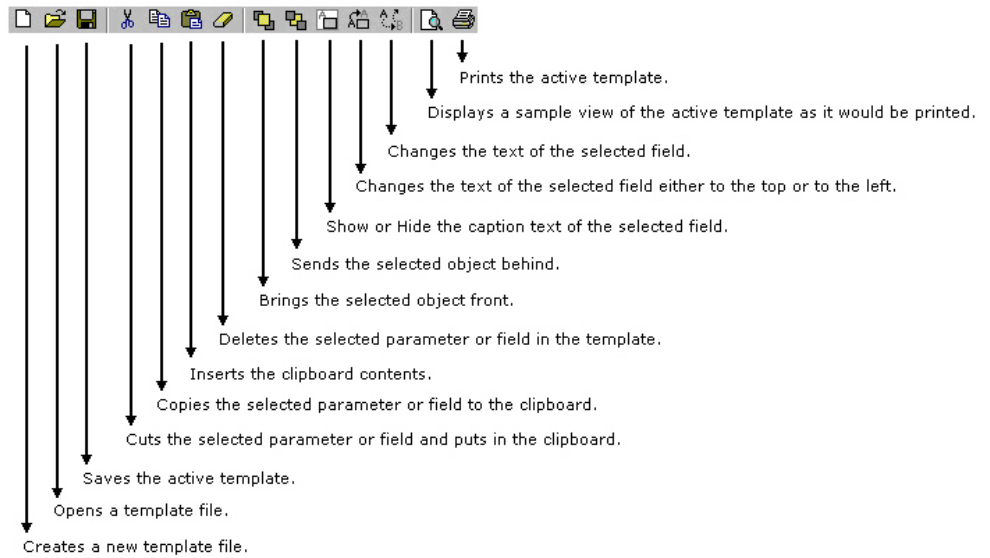 Prints the active template.
Displays a sample view of the active template as it would be printed.
Changes the text of the selected field.
Changes the text of the selected field either to the top or to the left.
Show or Hide the caption text of the selected field.
Sends the selected object behind.
Brings the selected object front.
Deletes the selected parameter or field in the template.
Inserts the clipboard contents.
Copies the selected parameter or field to the clipboard.
Cuts the selected parameter or field and puts in the clipboard.
Saves the active template.
Opens a template file.
Creates a new template file.